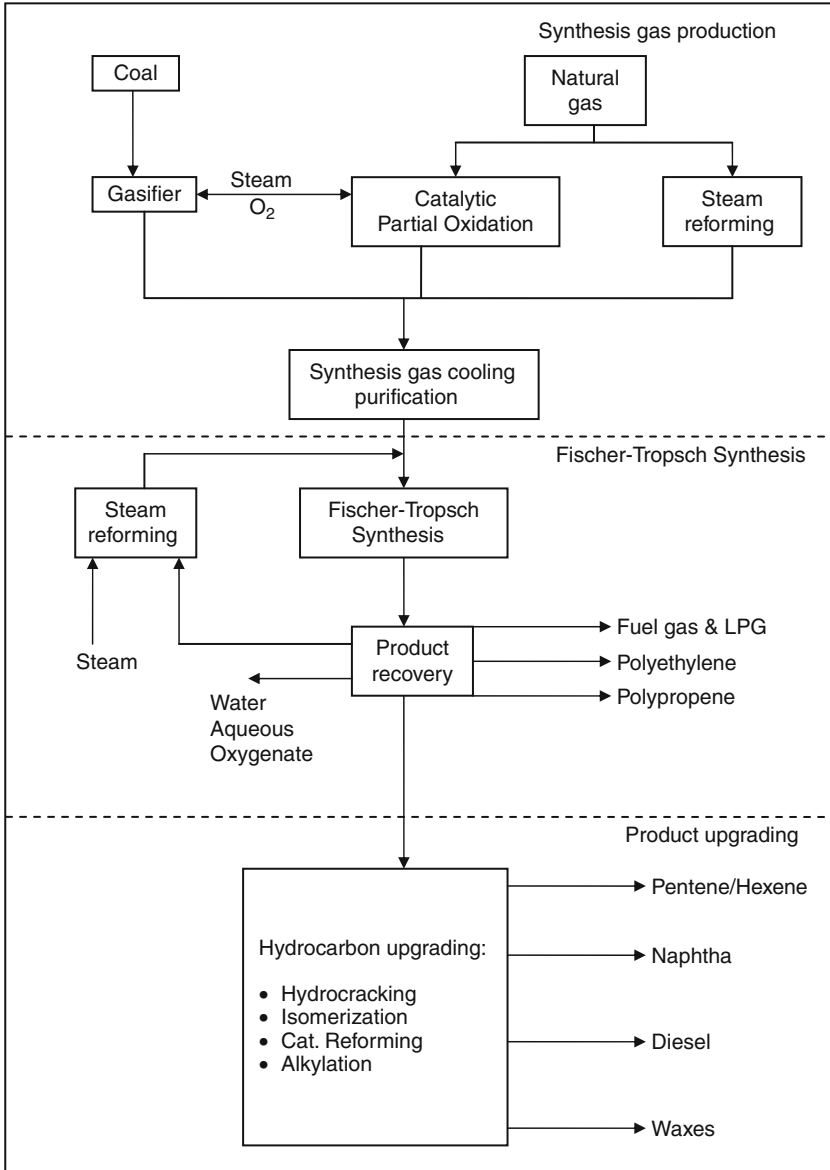 Synthesis gas production
Coal
Natural
gas
Gasifier
Steam
O₂
Catalytic
Partial Oxidation
Steam
reforming
Synthesis gas cooling
purification
Fischer-Tropsch Synthesis
Steam
reforming
Fischer-Tropsch
Synthesis
Steam
Product
recovery
Fuel gas & LPG
Polyethylene
Polypropene
Water
Aqueous
Oxygenate
Product upgrading
Hydrocarbon upgrading:
• Hydrocracking
• Isomerization
• Cat. Reforming
• Alkylation
Pentene/Hexene
Naphtha
Diesel
Waxes